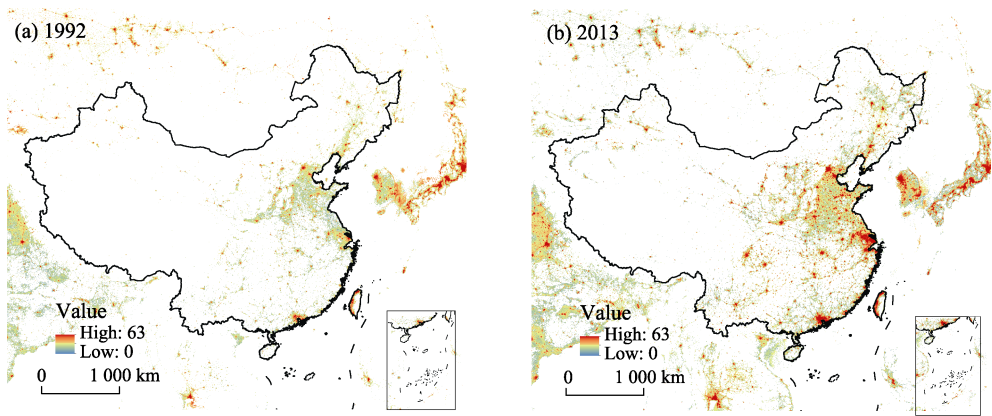 (a) 1992
Value
High: 63
Low: 0
0 1 000 km
(b) 2013
Value
High: 63
Low: 0
0 1 000 km